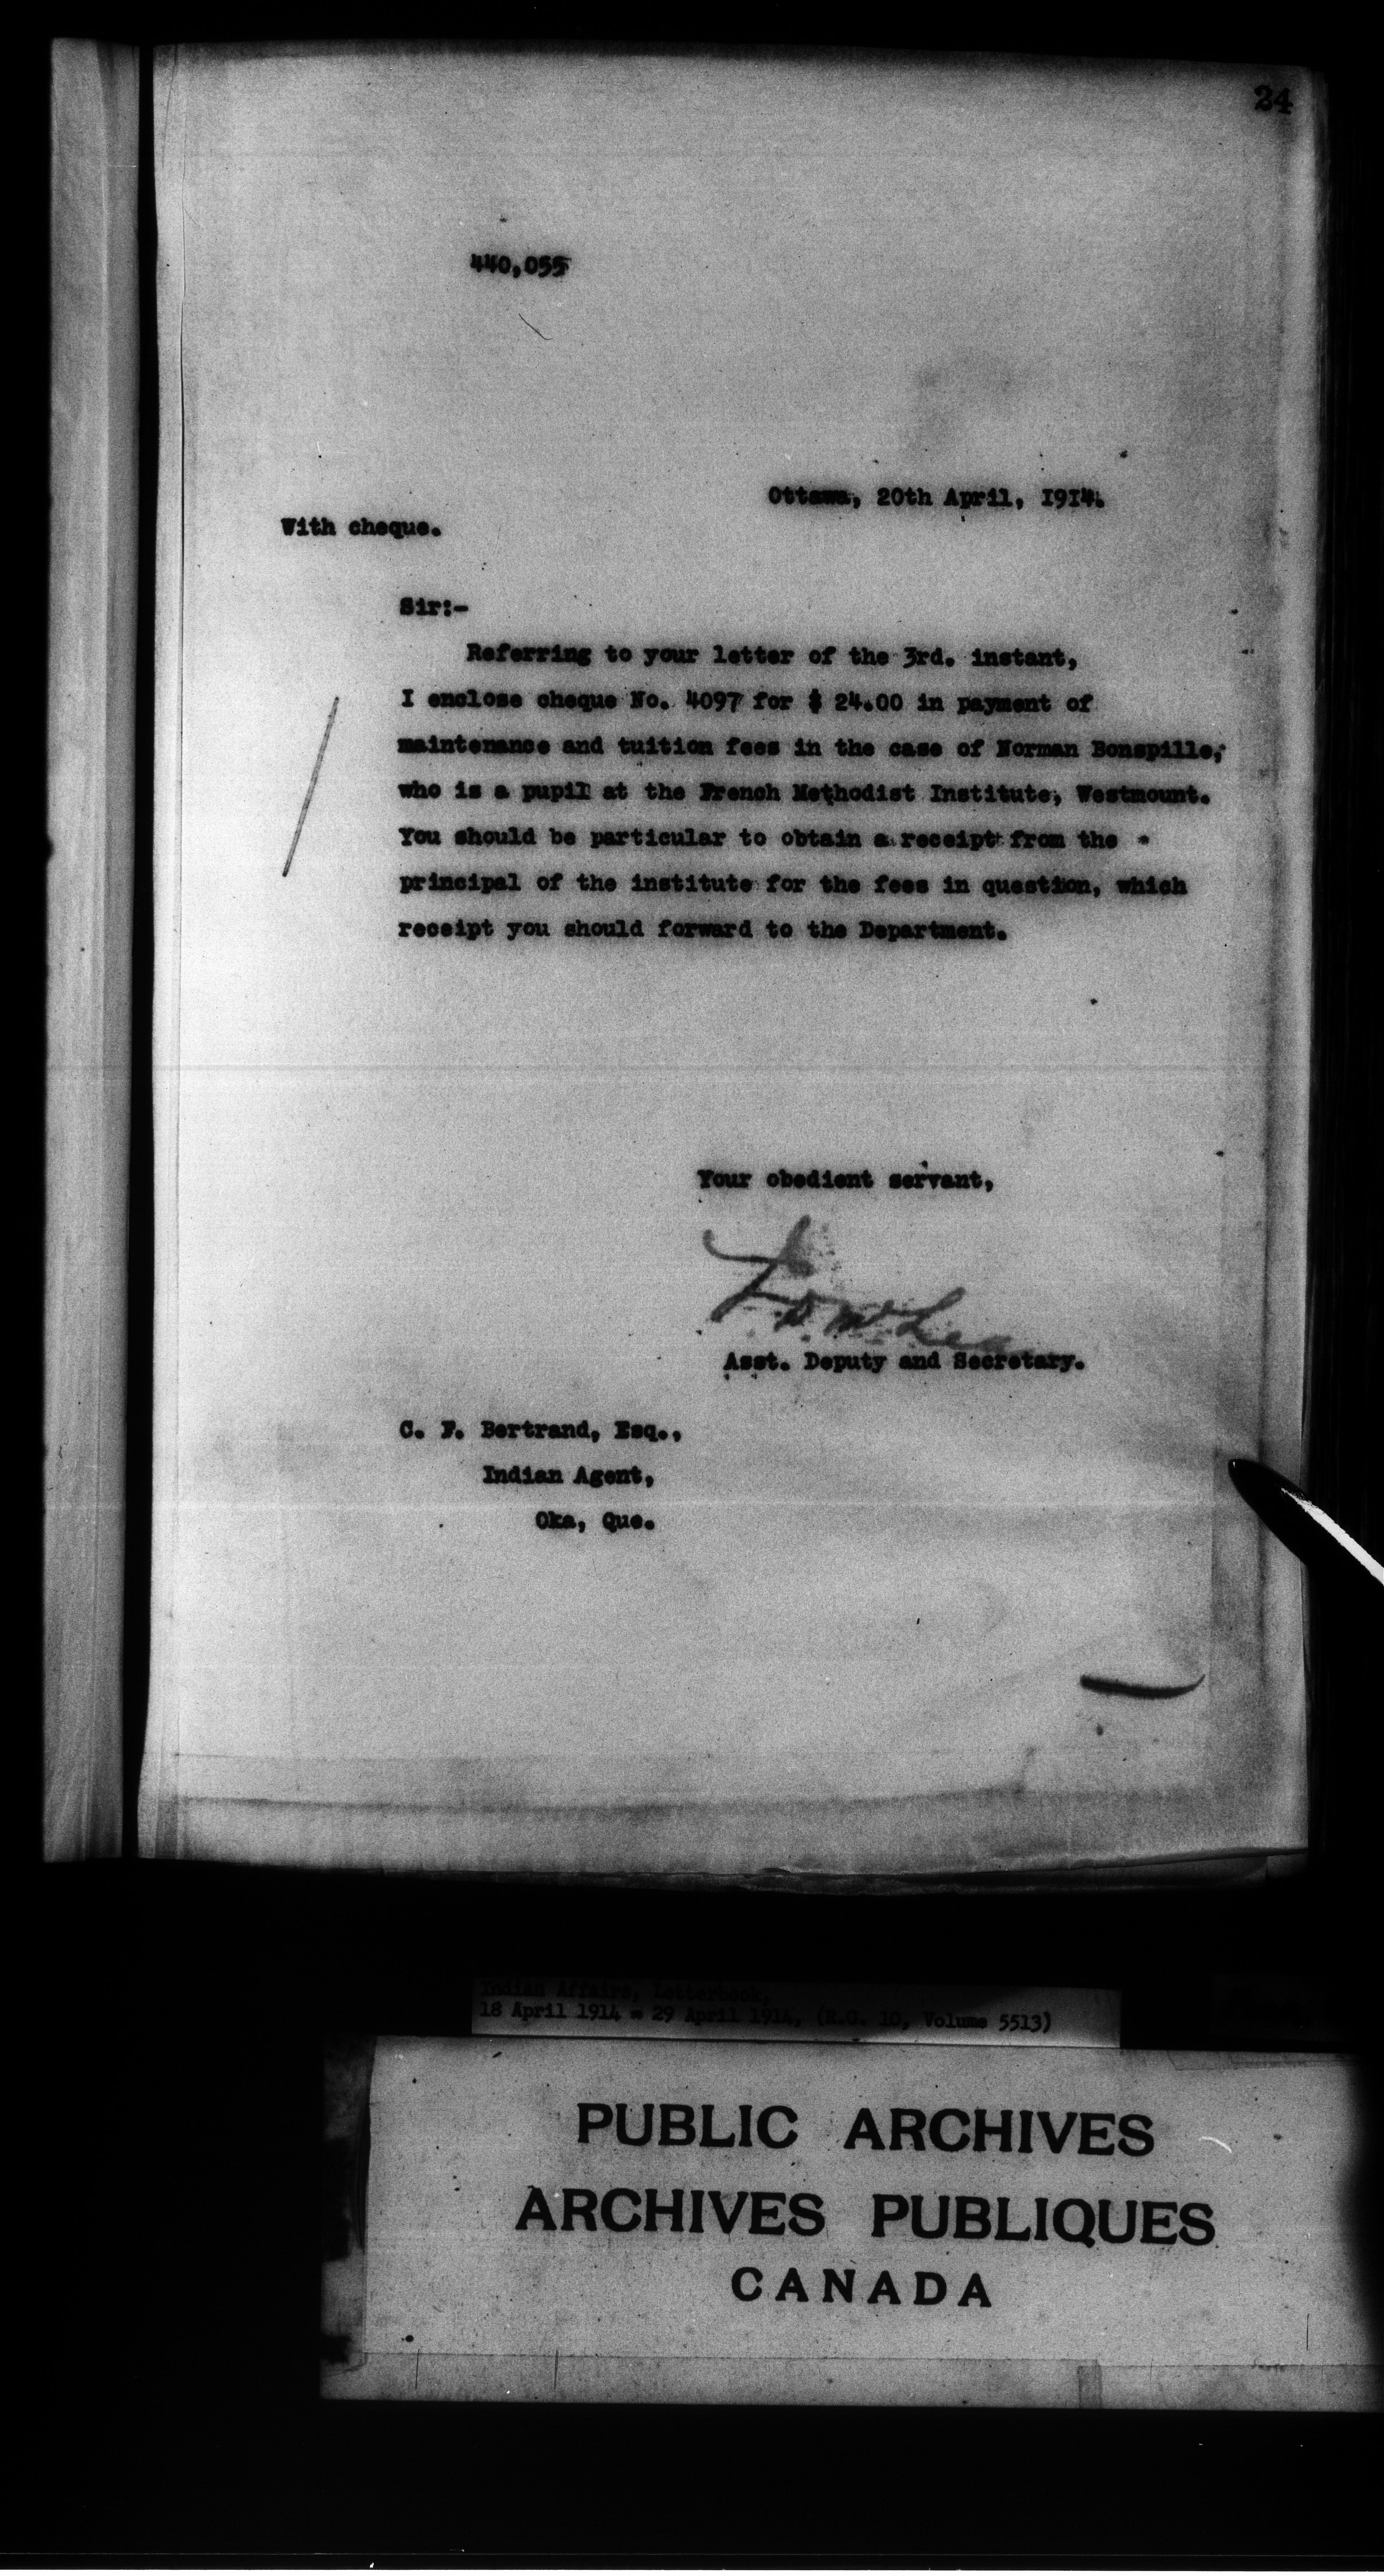 24
440,055
Ottawa, 20th April, 1914.
With cheque.
Sir:-
Referring to your letter of the 3rd. instant,
I enclose cheque No. 4097 for $ 24.00 in payment of
maintenance and tuition fees in the case of Norman Bonspille,
who is a pupil at the French Methodist Institute, Westmount.
You should be particular to obtain a receipt from the
principal of the institute for the fees in question, which
receipt you should forward to the Department.
Your obedient servant,
Asst. Deputy and Secretary.
C. F. Bertrand, Esq.,
Indian Agent,
Oka, Que.
Indian Affairs, Letterbook,
18 April 1914 - 29 April 1914, (R.G. 10, Volume 5513)
PUBLIC ARCHIVES
ARCHIVES PUBLIQUES
CANADA